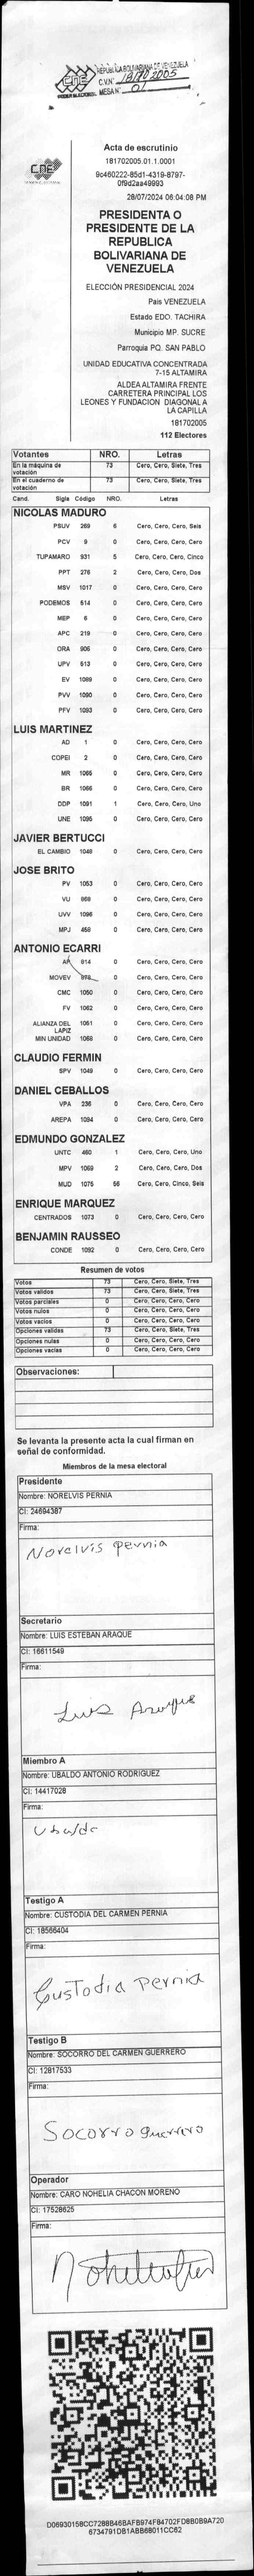 CNE
PODER ELECTORAL
REPUBLICA BOLIVARIANA DE VENEZUELA
C.V.N° 181702005
MESA N° 01
CNE
Acta de escrutinio
181702005.01.1.0001
9c460222-85d1-4319-8797-
0f9d2aa49993
28/07/2024 06:04:08 PM
PRESIDENTA O
PRESIDENTE DE LA
REPUBLICA
BOLIVARIANA DE
VENEZUELA
ELECCIÓN PRESIDENCIAL 2024
Pais VENEZUELA
Estado EDO. TACHIRA
Municipio MP. SUCRE
Parroquia PQ. SAN PABLO
UNIDAD EDUCATIVA CONCENTRADA
7-15 ALTAMIRA
ALDEA ALTAMIRA FRENTE
CARRETERA PRINCIPAL LOS
LEONES Y FUNDACION DIAGONAL A
LA CAPILLA
181702005
112 Electores
Votantes NRO. Letras
En la máquina de votación 73 Cero, Cero, Siete, Tres
En el cuaderno de votación 73 Cero, Cero, Siete, Tres
Cand. Sigla Código NRO. Letras
NICOLAS MADURO
PSUV 269 6 Cero, Cero, Cero, Seis
PCV 9 0 Cero, Cero, Cero, Cero
TUPAMARO 931 5 Cero, Cero, Cero, Cinco
PPT 276 2 Cero, Cero, Cero, Dos
MSV 1017 0 Cero, Cero, Cero, Cero
PODEMOS 514 0 Cero, Cero, Cero, Cero
MEP 6 0 Cero, Cero, Cero, Cero
APC 219 0 Cero, Cero, Cero, Cero
ORA 906 0 Cero, Cero, Cero, Cero
UPV 513 0 Cero, Cero, Cero, Cero
EV 1089 0 Cero, Cero, Cero, Cero
PVV 1090 0 Cero, Cero, Cero, Cero
PFV 1093 0 Cero, Cero, Cero, Cero
LUIS MARTINEZ
AD 1 0 Cero, Cero, Cero, Cero
COPEI 2 0 Cero, Cero, Cero, Cero
MR 1065 0 Cero, Cero, Cero, Cero
BR 1066 0 Cero, Cero, Cero, Cero
DDP 1091 1 Cero, Cero, Cero, Uno
UNE 1095 0 Cero, Cero, Cero, Cero
JAVIER BERTUCCI
EL CAMBIO 1048 0 Cero, Cero, Cero, Cero
JOSE BRITO
PV 1053 0 Cero, Cero, Cero, Cero
VU 868 0 Cero, Cero, Cero, Cero
UVV 1096 0 Cero, Cero, Cero, Cero
MPJ 458 0 Cero, Cero, Cero, Cero
ANTONIO ECARRI
AP 814 0 Cero, Cero, Cero, Cero
MOVEV 978 0 Cero, Cero, Cero, Cero
CMC 1050 0 Cero, Cero, Cero, Cero
FV 1062 0 Cero, Cero, Cero, Cero
ALIANZA DEL LAPIZ 1051 0 Cero, Cero, Cero, Cero
MIN UNIDAD 1058 0 Cero, Cero, Cero, Cero
CLAUDIO FERMIN
SPV 1049 0 Cero, Cero, Cero, Cero
DANIEL CEBALLOS
VPA 236 0 Cero, Cero, Cero, Cero
AREPA 1094 0 Cero, Cero, Cero, Cero
EDMUNDO GONZALEZ
UNTC 460 1 Cero, Cero, Cero, Uno
MPV 1069 2 Cero, Cero, Cero, Dos
MUD 1075 56 Cero, Cero, Cinco, Seis
ENRIQUE MARQUEZ
CENTRADOS 1073 0 Cero, Cero, Cero, Cero
BENJAMIN RAUSSEO
CONDE 1092 0 Cero, Cero, Cero, Cero
Resumen de votos
Votos 73 Cero, Cero, Siete, Tres
Votos validos 73 Cero, Cero, Siete, Tres
Votos parciales 0 Cero, Cero, Cero, Cero
Votos nulos 0 Cero, Cero, Cero, Cero
Votos vacios 0 Cero, Cero, Cero, Cero
Opciones validas 73 Cero, Cero, Siete, Tres
Opciones nulas 0 Cero, Cero, Cero, Cero
Opciones vacias 0 Cero, Cero, Cero, Cero
Observaciones:
Se levanta la presente acta la cual firman en
señal de conformidad.
Miembros de la mesa electoral
Presidente
Nombre: NORELVIS PERNIA
CI: 24694387
Firma:
Norelvis pernia
Secretario
Nombre: LUIS ESTEBAN ARAQUE
CI: 16611549
Firma:
Luis Araque
Miembro A
Nombre: UBALDO ANTONIO RODRIGUEZ
CI: 14417028
Firma:
Ubaldo
Testigo A
Nombre: CUSTODIA DEL CARMEN PERNIA
CI: 18566404
Firma:
Custodia Pernia
Testigo B
Nombre: SOCORRO DEL CARMEN GUERRERO
CI: 12817533
Firma:
Socorro guerrero
Operador
Nombre: CARO NOHELIA CHACON MORENO
CI: 17528625
Firma:
D06930158CC7288B46BAFB974FB4702FD8B0B9A720
6734791DB1ABB68011CC62